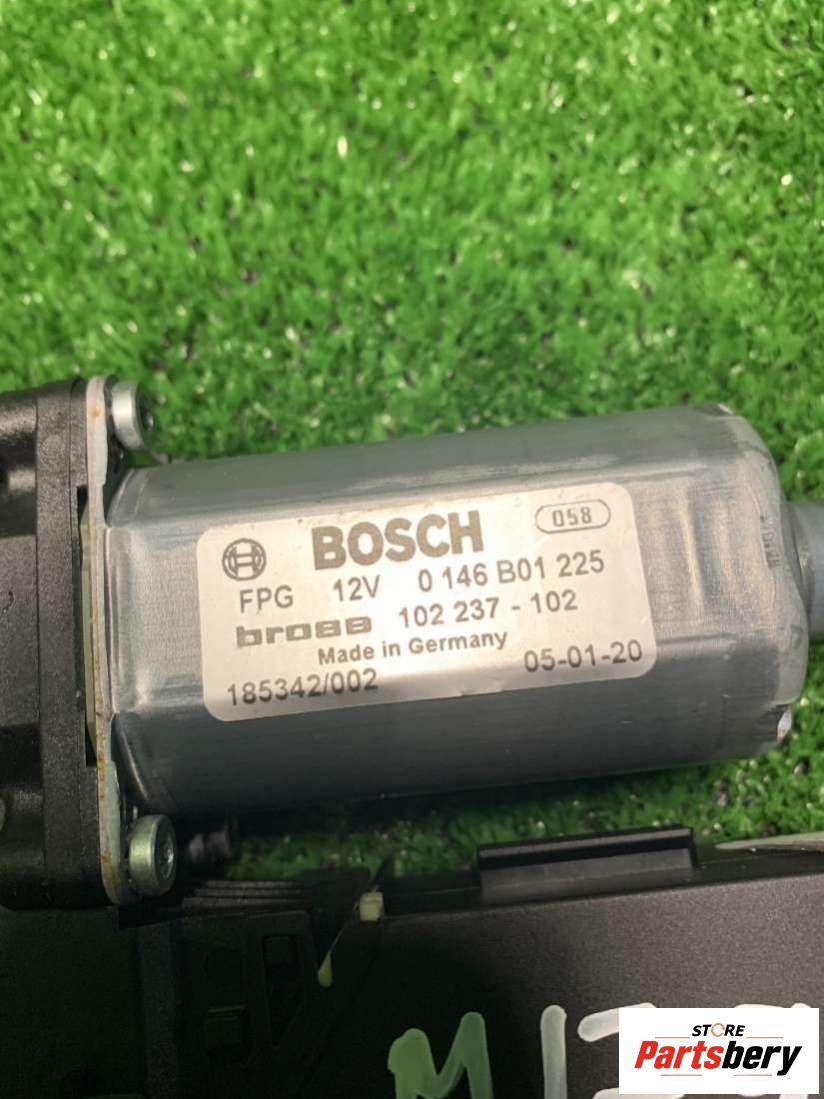 BOSCH 058
FPG 12V 0 146 B01 225
brose 102 237 - 102
Made in Germany
185342/002 05-01-20
STORE
Partsbery